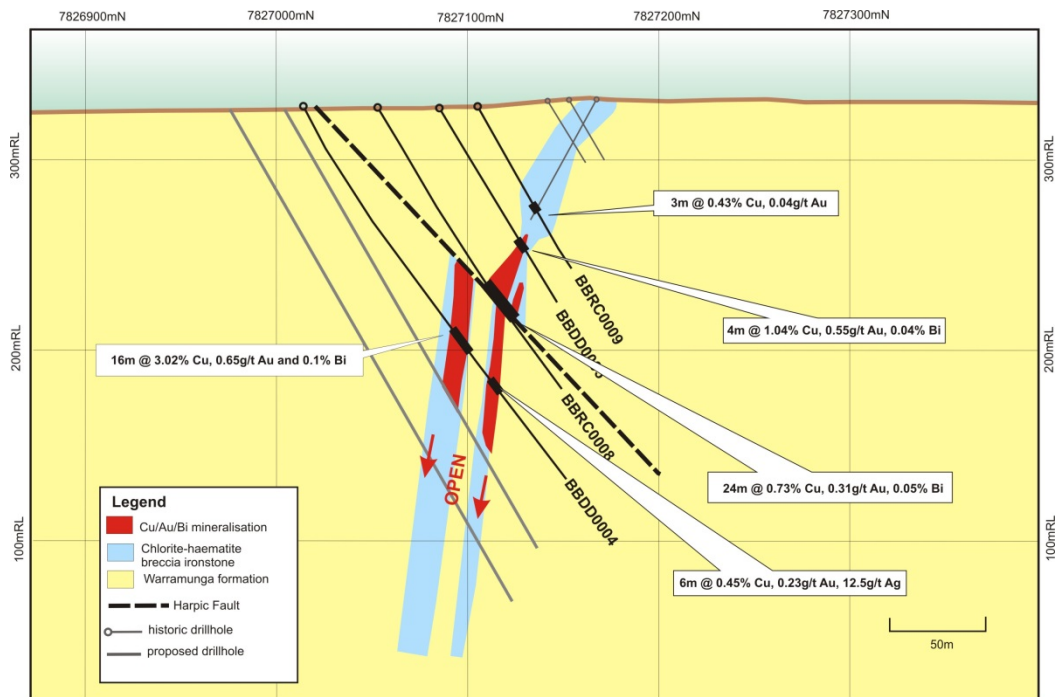 7826900mN
7827000mN
7827100mN
7827200mN
7827300mN
300mRL
300mRL
3m @ 0.43% Cu, 0.04g/t Au
BBRC0009
4m @ 1.04% Cu, 0.55g/t Au, 0.04% Bi
200mRL
200mRL
16m @ 3.02% Cu, 0.65g/t Au and 0.1% Bi
BBRC0008
OPEN
24m @ 0.73% Cu, 0.31g/t Au, 0.05% Bi
BBDD0004
100mRL
100mRL
6m @ 0.45% Cu, 0.23g/t Au, 12.5g/t Ag
Legend
Cu/Au/Bi mineralisation
Chlorite-haematite
breccia ironstone
Warramunga formation
Harpic Fault
historic drillhole
proposed drillhole
50m